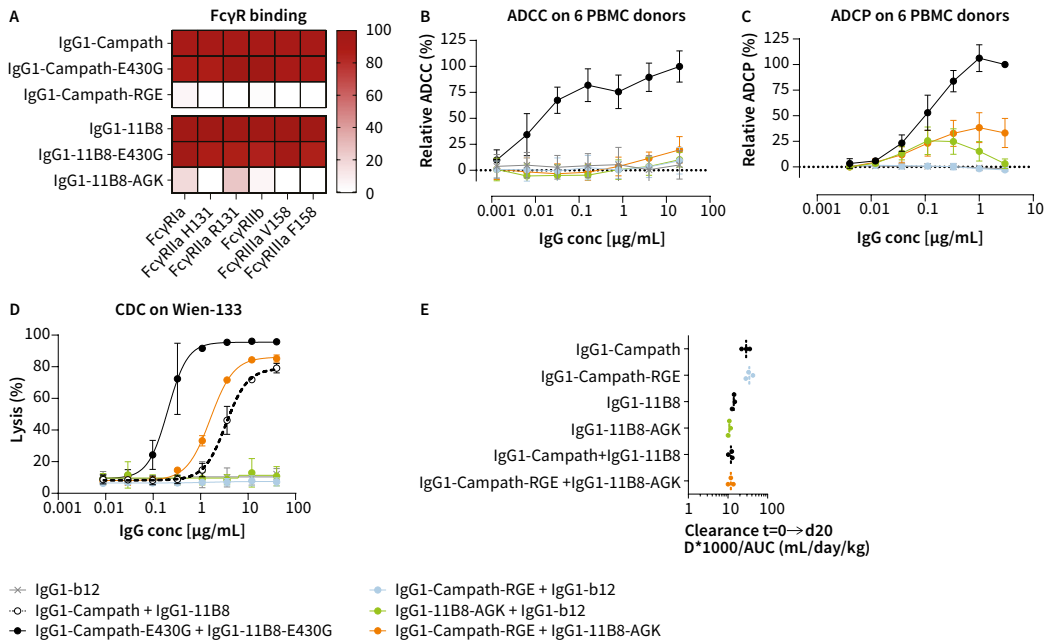 A
FcγR binding
IgG1-Campath
IgG1-Campath-E430G
IgG1-Campath-RGE
IgG1-11B8
IgG1-11B8-E430G
IgG1-11B8-AGK
100
80
60
40
20
0
FcγRIa
FcγRIIa H131
FcγRIIa R131
FcγRIIb
FcγRIIIa V158
FcγRIIIa F158
B
ADCC on 6 PBMC donors
Relative ADCC (%)
125
100
75
50
25
0
0.001
0.01
0.1
1
10
100
IgG conc [µg/mL]
C
ADCP on 6 PBMC donors
Relative ADCP (%)
125
100
75
50
25
0
0.001
0.01
0.1
1
10
IgG conc [µg/mL]
D
CDC on Wien-133
Lysis (%)
100
80
60
40
20
0
0.001
0.01
0.1
1
10
100
IgG conc [µg/mL]
E
IgG1-Campath
IgG1-Campath-RGE
IgG1-11B8
IgG1-11B8-AGK
IgG1-Campath+IgG1-11B8
IgG1-Campath-RGE +IgG1-11B8-AGK
1
10
100
Clearance t=0→d20
D*1000/AUC (mL/day/kg)
IgG1-b12
IgG1-Campath + IgG1-11B8
IgG1-Campath-E430G + IgG1-11B8-E430G
IgG1-Campath-RGE + IgG1-b12
IgG1-11B8-AGK + IgG1-b12
IgG1-Campath-RGE + IgG1-11B8-AGK